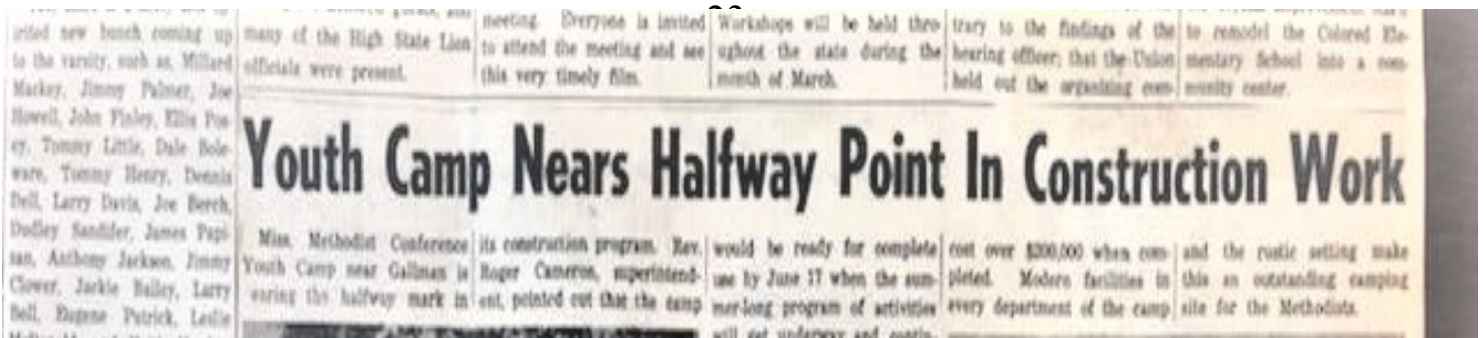 irited new bunch coming up
to the varsity, such as, Millard
Mackey, Jimmy Palmer, Joe
Howell, John Finley, Ellis
Tommy Little, Dale Bole-
ware, Tommy Henry, Dennis
Dell, Larry Davis, Joe Berch,
Dudley Sandifer, James
Anthony Jackson, Jimmy
Clower, Jackie Bailey, Larry
Bell, Eugene Patrick, Leslie
many of the High State Lion
officials were present.
meeting. Everyone is invited
to attend the meeting and see
this very timely film.
Workshops will be held thro-
ughout the state during the
month of March.
trary to the findings of the
hearing officer; that the Union
held out the organizing com-
to remodel the Colored Ele-
mentary School into a com-
munity center.
Youth Camp Nears Halfway Point In Construction Work
Miss. Methodist Conference
Youth Camp near Gallman is
the halfway mark in
its construction program. Rev.
Roger Cameron, superintend-
ent, pointed out that the camp
would be ready for complete
use by June 17 when the sum-
mer-long program of activities
will get underway and
cost over $200,000 when com-
pleted. Modern facilities in
every department of the camp
and the rustic setting make
this an outstanding camping
site for the Methodists.